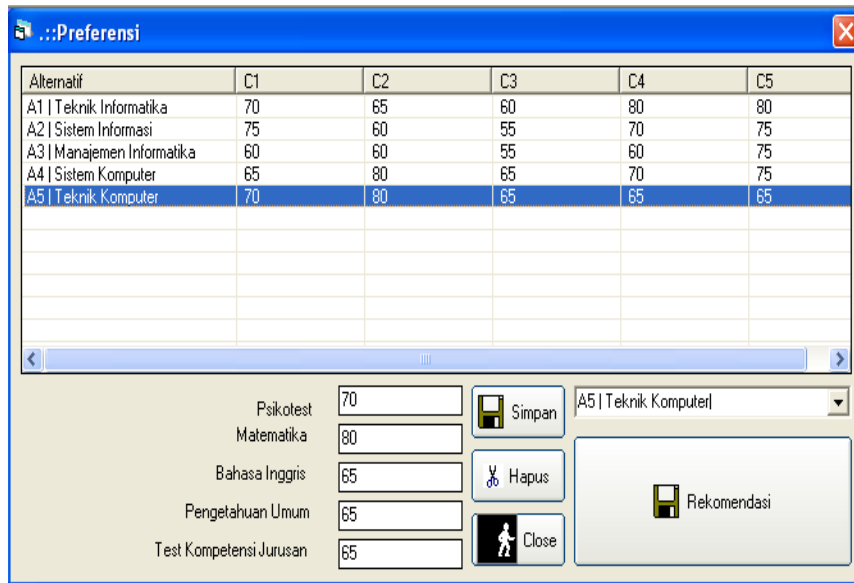 .::Preferensi
Alternatif C1 C2 C3 C4 C5
A1 | Teknik Informatika 70 65 60 80 80
A2 | Sistem Informasi 75 60 55 70 75
A3 | Manajemen Informatika 60 60 55 60 75
A4 | Sistem Komputer 65 80 65 70 75
A5 | Teknik Komputer 70 80 65 65 65
Psikotest 70 Simpan A5 | Teknik Komputer
Matematika 80
Bahasa Inggris 65 Hapus
Pengetahuan Umum 65 Rekomendasi
Test Kompetensi Jurusan 65 Close